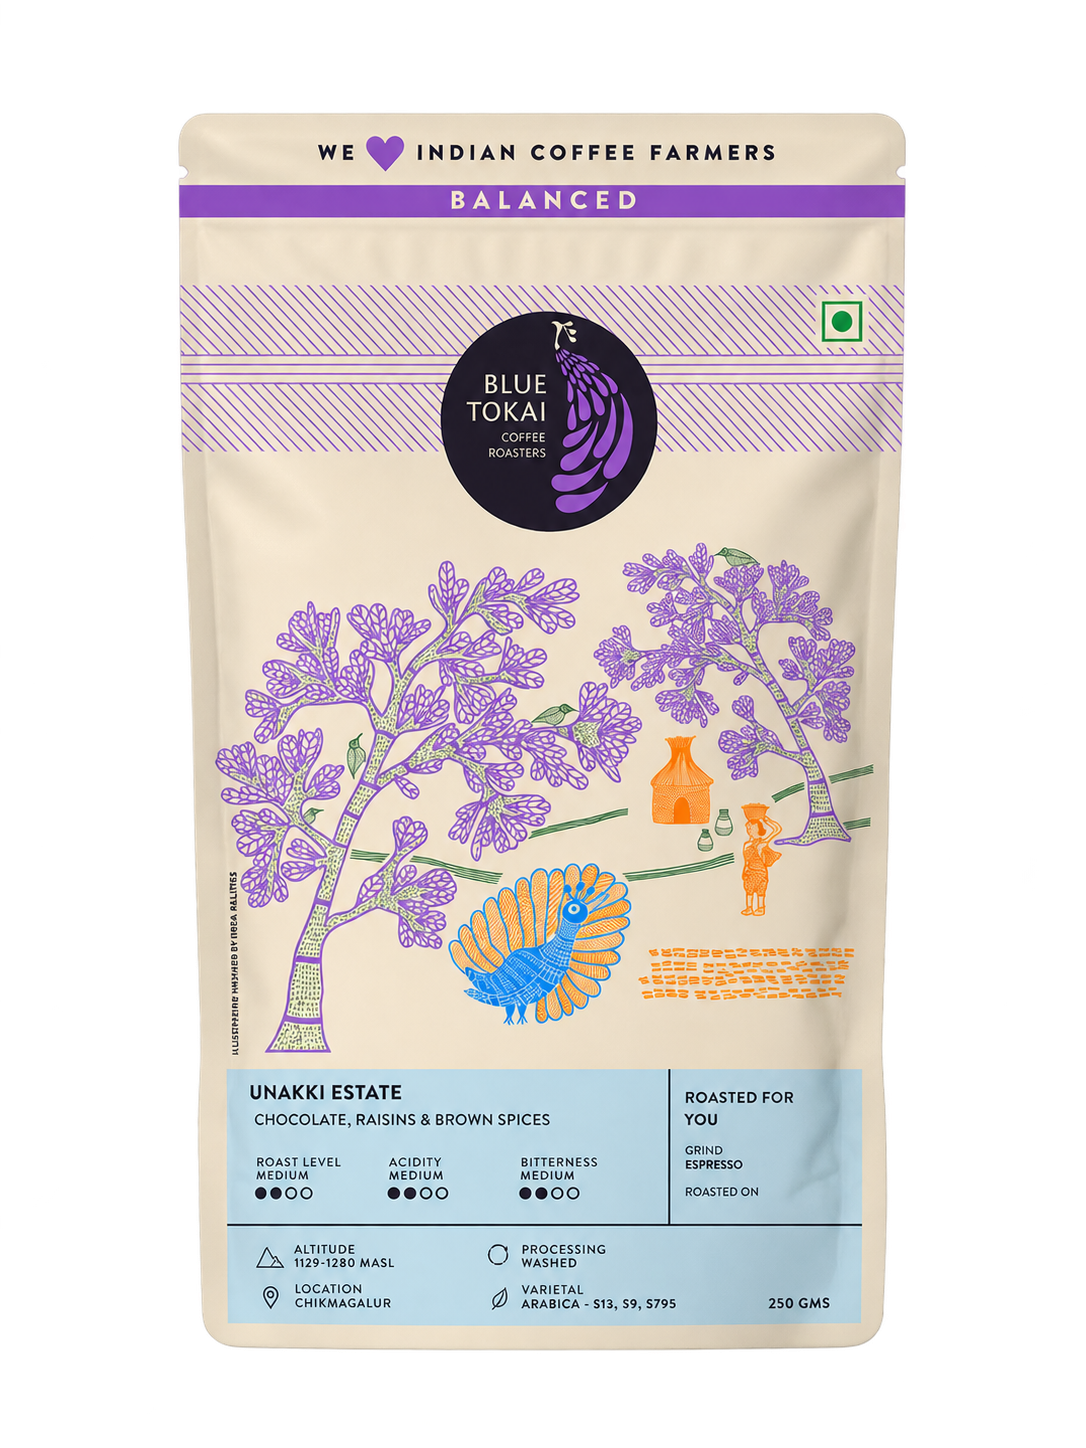 WE INDIAN COFFEE FARMERS
BALANCED
BLUE
TOKAI
COFFEE
ROASTERS
UNAKKI ESTATE
CHOCOLATE, RAISINS & BROWN SPICES
ROAST LEVEL
MEDIUM
ACIDITY
MEDIUM
BITTERNESS
MEDIUM
ROASTED FOR
YOU
GRIND
ESPRESSO
ROASTED ON
ALTITUDE
1129-1280 MASL
PROCESSING
WASHED
LOCATION
CHIKMAGALUR
VARIETAL
ARABICA - S13, S9, S795
250 GMS